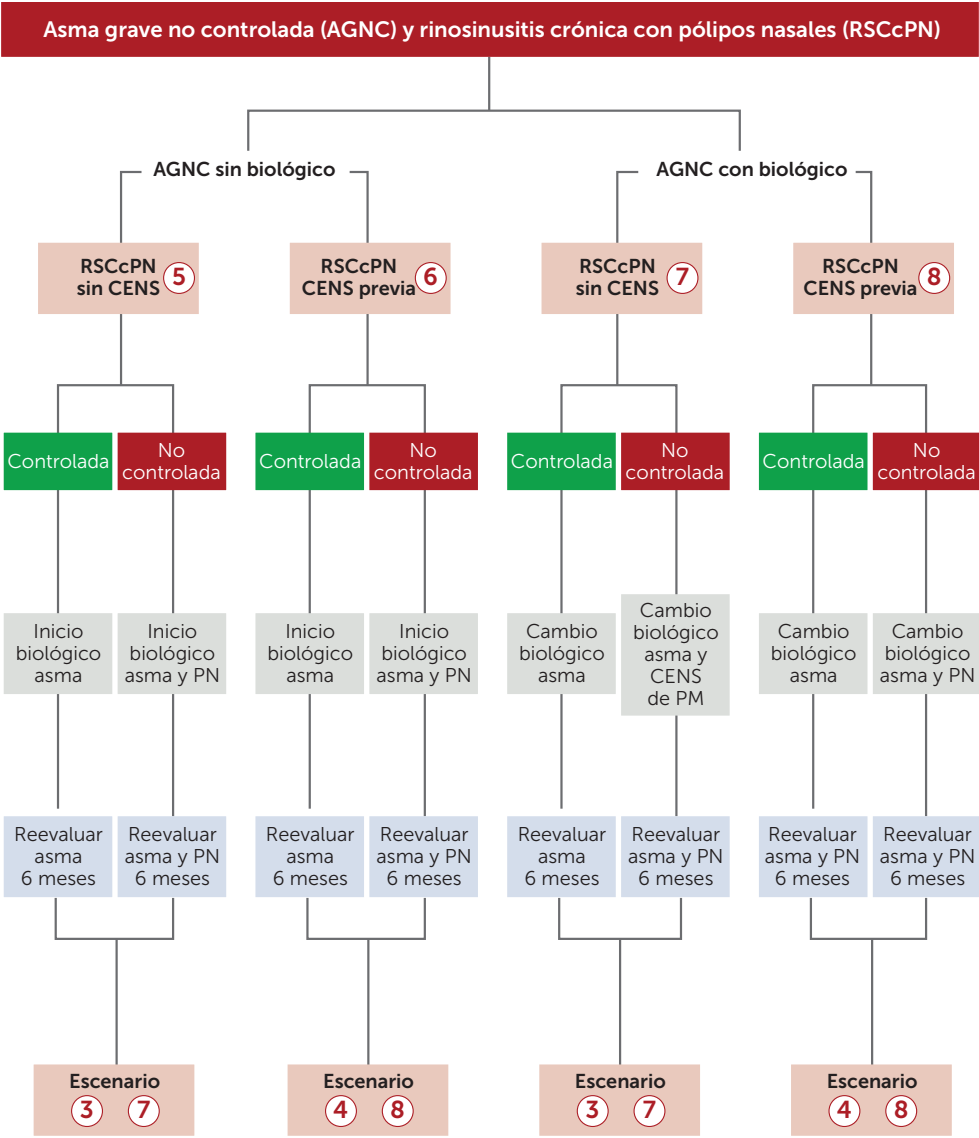 Asma grave no controlada (AGNC) y rinosinusitis crónica con pólipos nasales (RSCcPN)
AGNC sin biológico
AGNC con biológico
RSCcPN
sin CENS
5
RSCcPN
CENS previa
6
RSCcPN
sin CENS
7
RSCcPN
CENS previa
8
Controlada
No
controlada
Controlada
No
controlada
Controlada
No
controlada
Controlada
No
controlada
Inicio
biológico
asma
Inicio
biológico
asma y PN
Inicio
biológico
asma
Inicio
biológico
asma y PN
Cambio
biológico
asma
Cambio
biológico
asma y
CENS
de PM
Cambio
biológico
asma
Cambio
biológico
asma y PN
Reevaluar
asma
6 meses
Reevaluar
asma y PN
6 meses
Reevaluar
asma
6 meses
Reevaluar
asma y PN
6 meses
Reevaluar
asma
6 meses
Reevaluar
asma y PN
6 meses
Reevaluar
asma y PN
6 meses
Reevaluar
asma y PN
6 meses
Escenario
3 7
Escenario
4 8
Escenario
3 7
Escenario
4 8